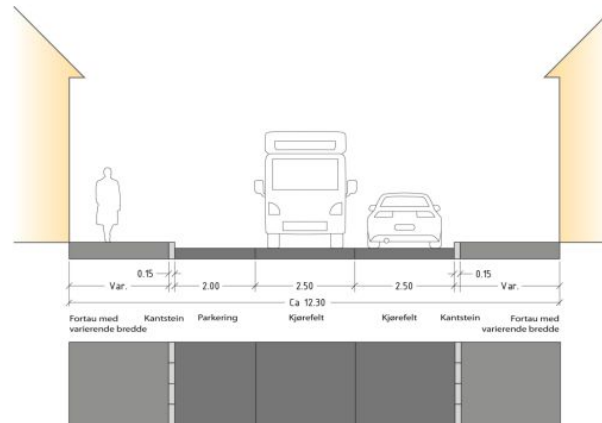 0.15
0.15
Var.
2.00
2.50
2.50
Var.
Ca 12.30
Fortau med
varierende bredde
Kantstein
Parkering
Kjørefelt
Kjørefelt
Kantstein
Fortau med
varierende bredde